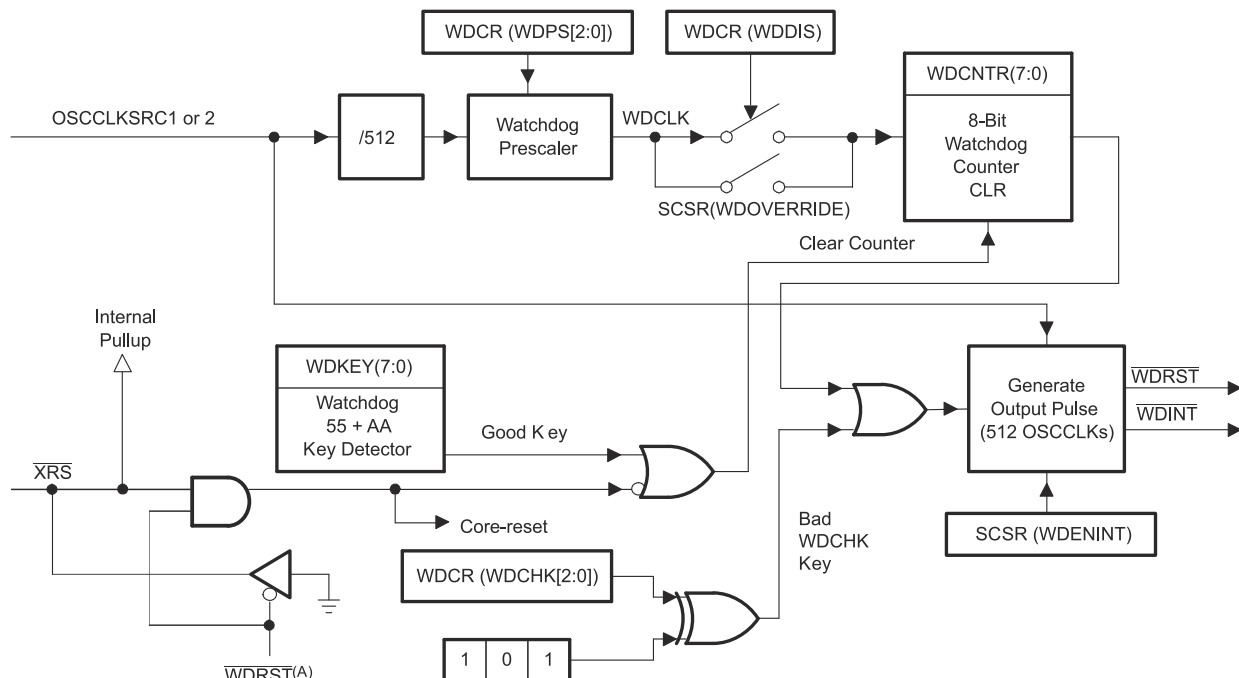 WDCR (WDPS[2:0])
WDCR (WDDIS)
WDCNTR(7:0)
8-Bit
Watchdog
Counter
CLR
OSCCLKSRC1 or 2
/512
Watchdog
Prescaler
WDCLK
SCSR(WDOVERRIDE)
Clear Counter
Internal
Pullup
WDKEY(7:0)
Watchdog
55 + AA
Key Detector
Good Key
Generate
Output Pulse
(512 OSCCLKs)
WDRST
WDINT
XRS
Core-reset
Bad
WDCHK
Key
SCSR (WDENINT)
WDCR (WDCHK[2:0])
1 0 1
WDRST(A)